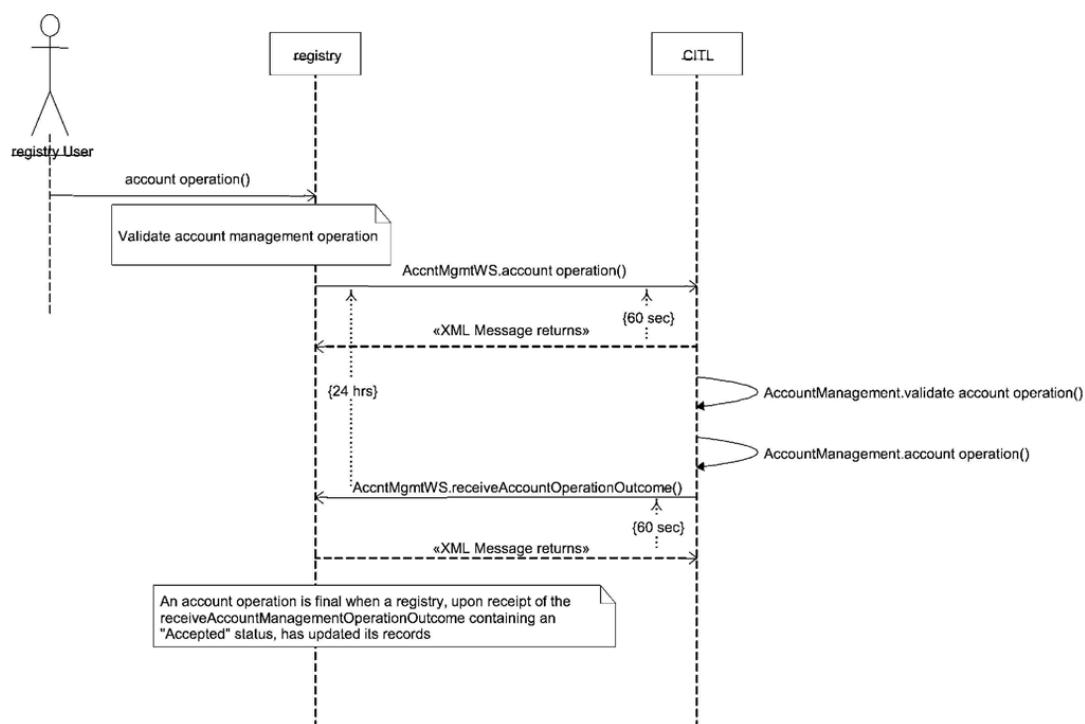 registry
CITL
registry User
account operation()
Validate account management operation
AccntMgmtWS.account operation()
{60 sec}
«XML Message returns»
{24 hrs}
AccountManagement.validate account operation()
AccountManagement.account operation()
AccntMgmtWS.receiveAccountOperationOutcome()
{60 sec}
«XML Message returns»
An account operation is final when a registry, upon receipt of the
receiveAccountManagementOperationOutcome containing an
"Accepted" status, has updated its records